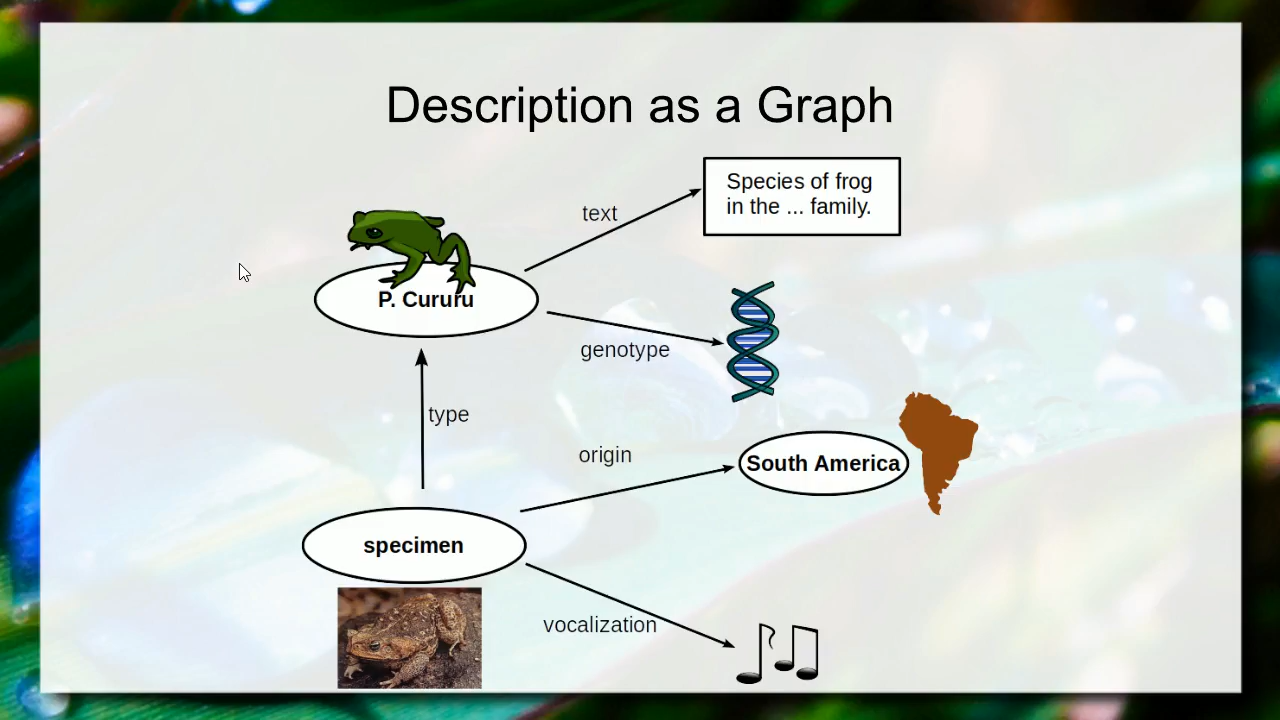 Description as a Graph
Species of frog
in the ... family.
text
P. Cururu
genotype
type
origin
South America
specimen
vocalization